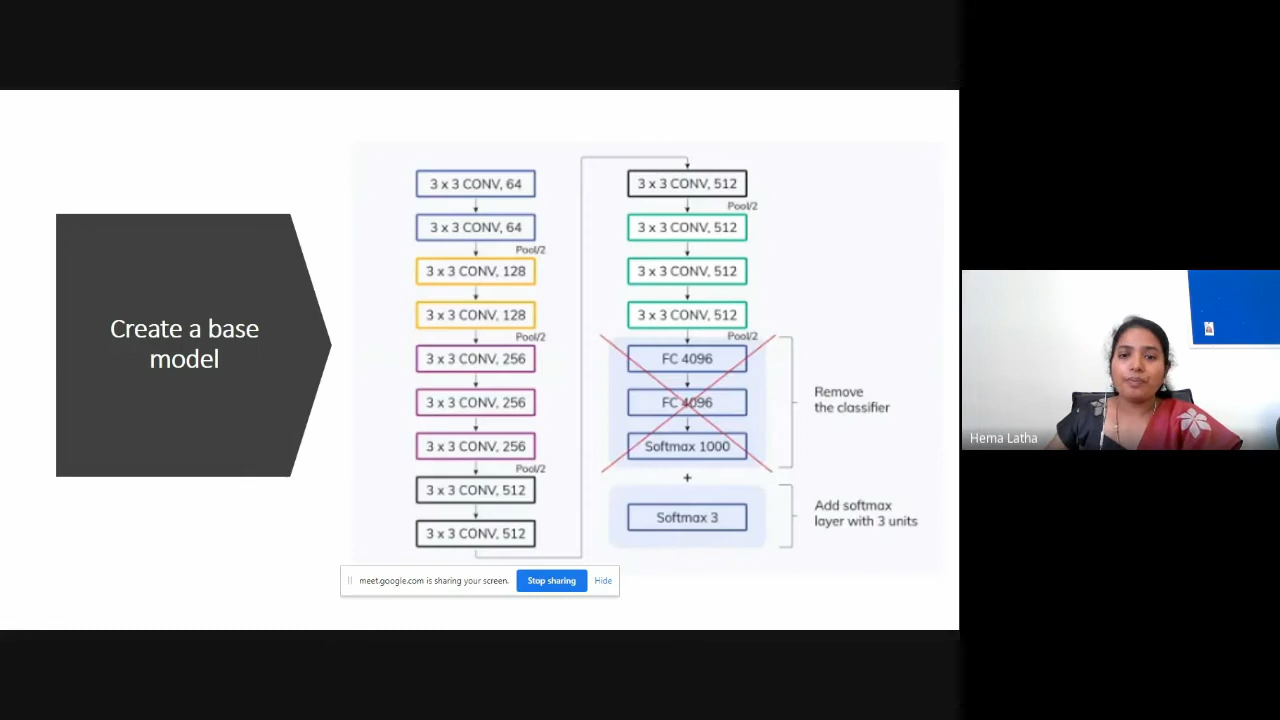 Create a base
model
3 x 3 CONV, 64
3 x 3 CONV, 64
Pool/2
3 x 3 CONV, 128
3 x 3 CONV, 128
Pool/2
3 x 3 CONV, 256
3 x 3 CONV, 256
3 x 3 CONV, 256
Pool/2
3 x 3 CONV, 512
3 x 3 CONV, 512
3 x 3 CONV, 512
Pool/2
3 x 3 CONV, 512
3 x 3 CONV, 512
3 x 3 CONV, 512
Pool/2
FC 4096
FC 4096
Softmax 1000
Remove
the classifier
+
Softmax 3
Add softmax
layer with 3 units
meet.google.com is sharing your screen.
Stop sharing
Hide
Hema Latha